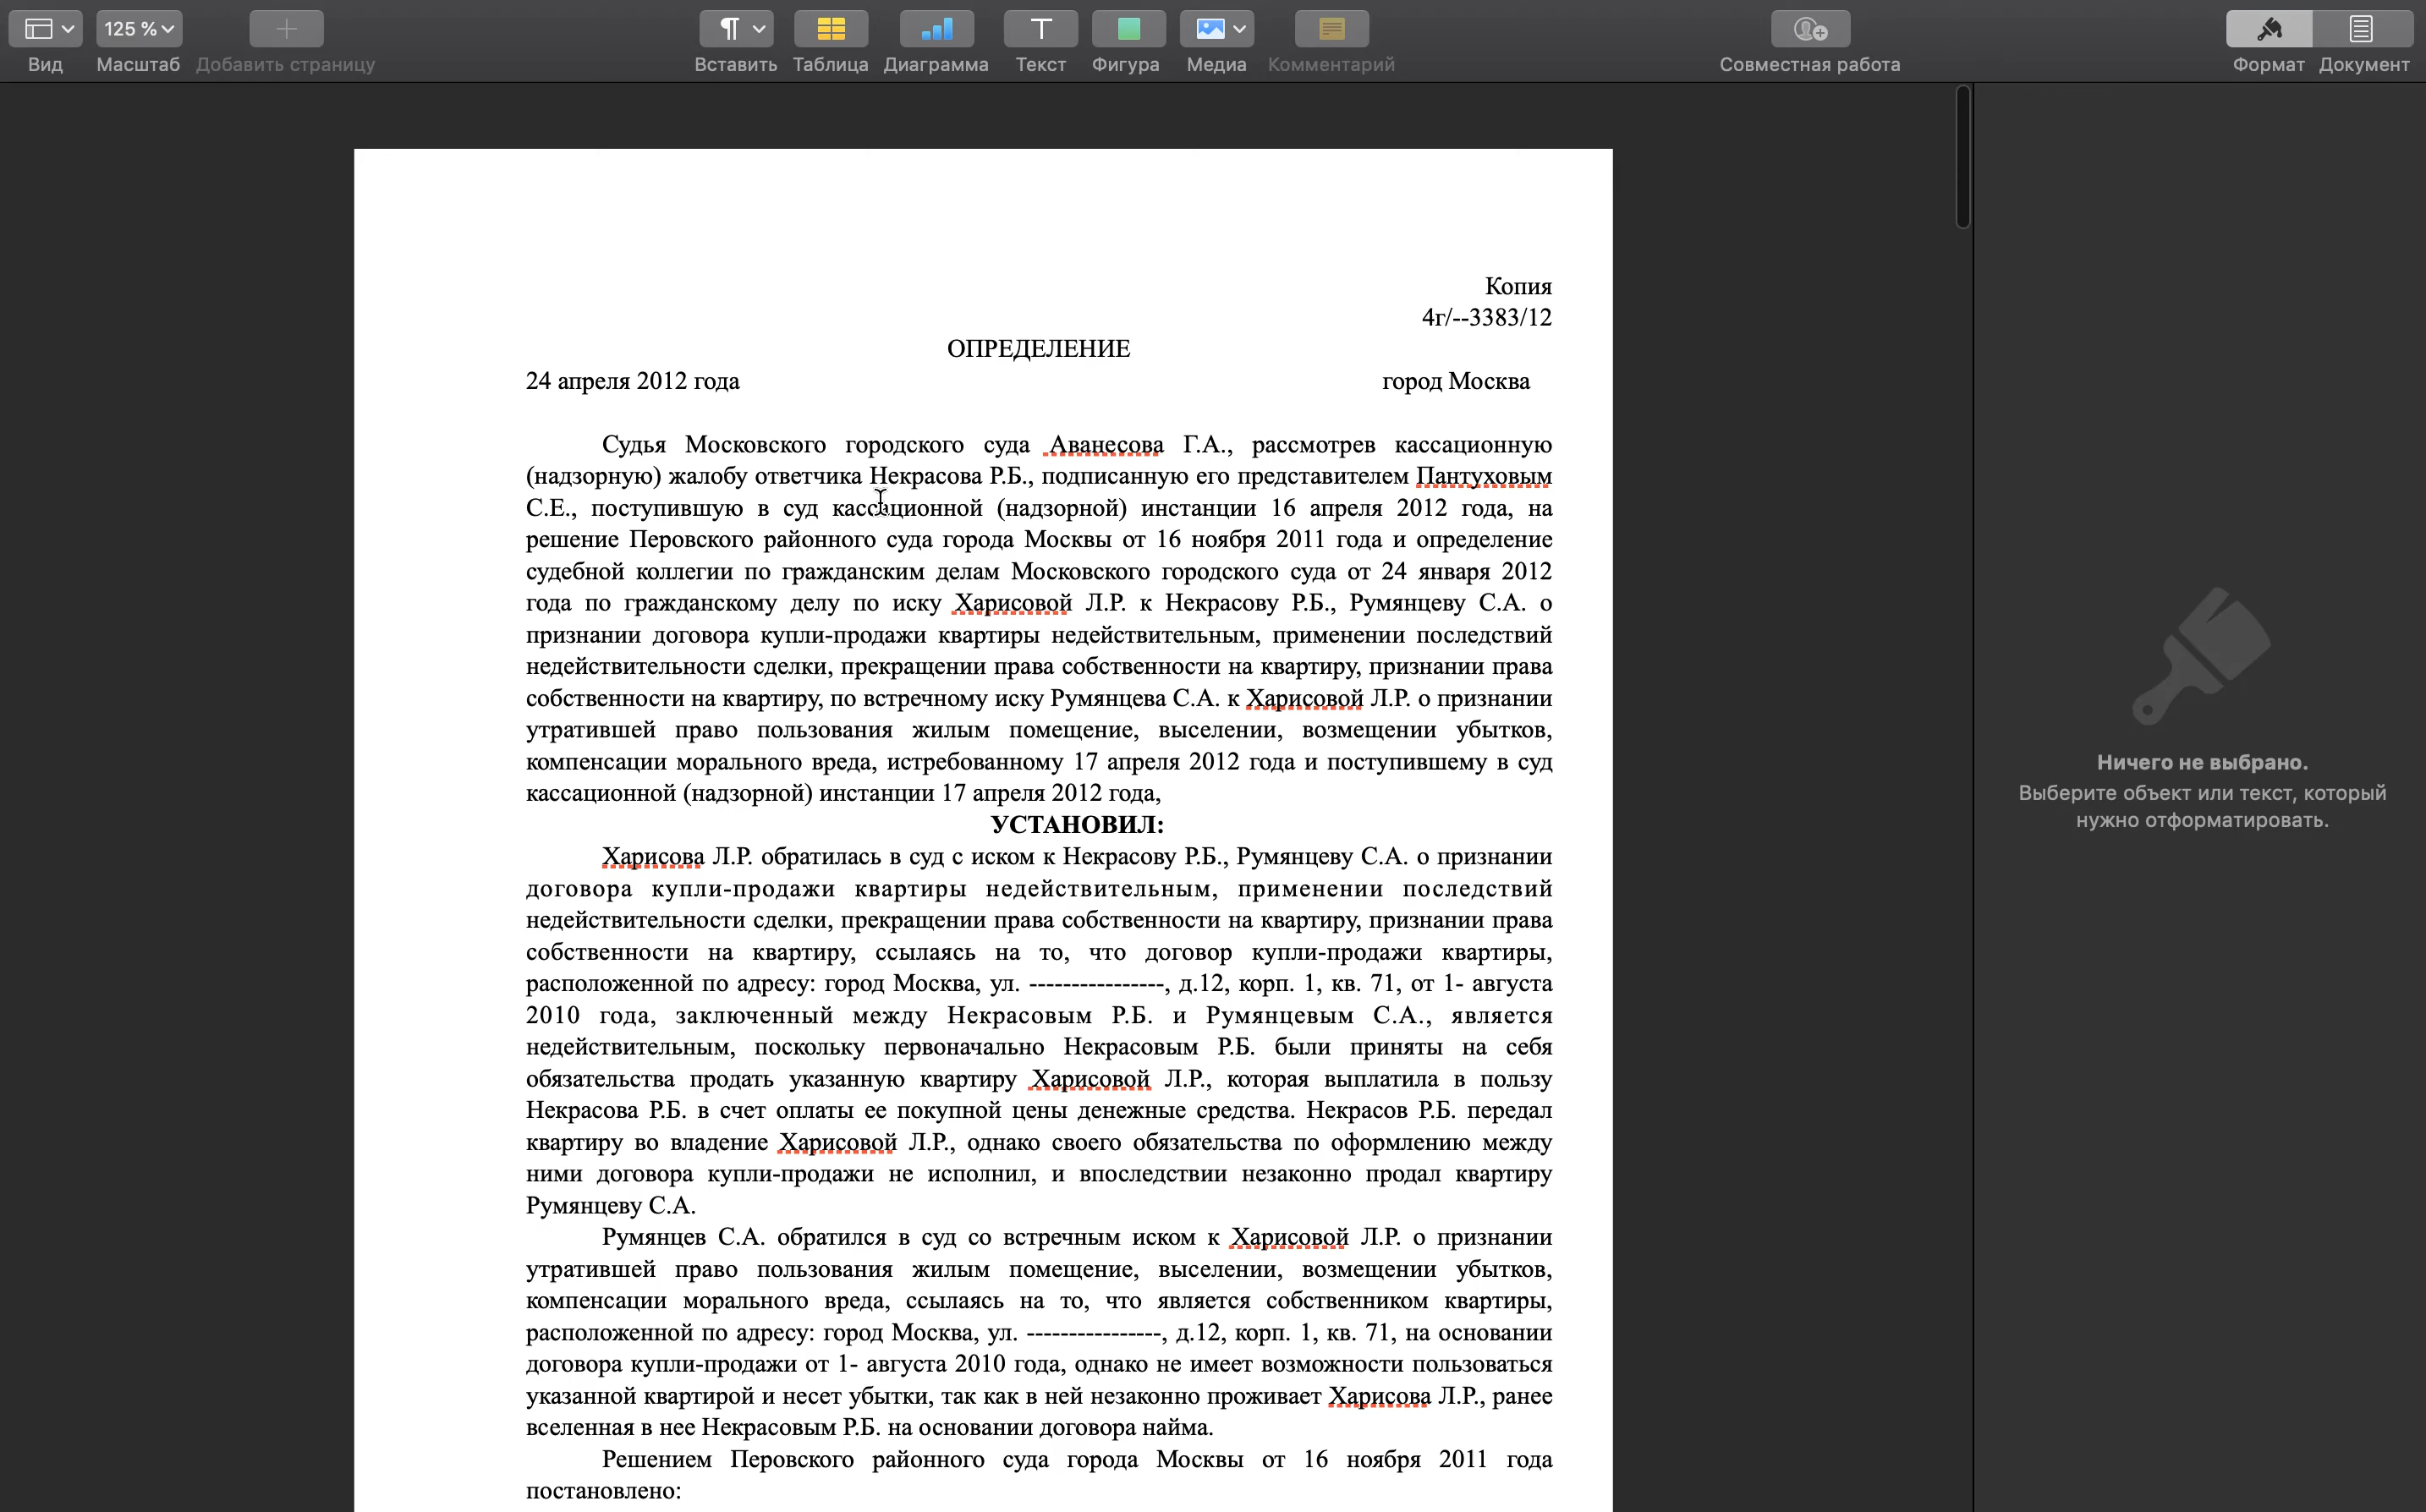 125 %
Вид
Масштаб
Добавить страницу
Вставить
Таблица
Диаграмма
Текст
Фигура
Медиа
Комментарий
Совместная работа
Формат
Документ
Копия
4г/--3383/12
ОПРЕДЕЛЕНИЕ
24 апреля 2012 года город Москва
Судья Московского городского суда Аванесова Г.А., рассмотрев кассационную
(надзорную) жалобу ответчика Некрасова Р.Б., подписанную его представителем Пантуховым
С.Е., поступившую в суд кассационной (надзорной) инстанции 16 апреля 2012 года, на
решение Перовского районного суда города Москвы от 16 ноября 2011 года и определение
судебной коллегии по гражданским делам Московского городского суда от 24 января 2012
года по гражданскому делу по иску Харисовой Л.Р. к Некрасову Р.Б., Румянцеву С.А. о
признании договора купли-продажи квартиры недействительным, применении последствий
недействительности сделки, прекращении права собственности на квартиру, признании права
собственности на квартиру, по встречному иску Румянцева С.А. к Харисовой Л.Р. о признании
утратившей право пользования жилым помещение, выселении, возмещении убытков,
компенсации морального вреда, истребованному 17 апреля 2012 года и поступившему в суд
кассационной (надзорной) инстанции 17 апреля 2012 года,
УСТАНОВИЛ:
Харисова Л.Р. обратилась в суд с иском к Некрасову Р.Б., Румянцеву С.А. о признании
договора купли-продажи квартиры недействительным, применении последствий
недействительности сделки, прекращении права собственности на квартиру, признании права
собственности на квартиру, ссылаясь на то, что договор купли-продажи квартиры,
расположенной по адресу: город Москва, ул. ----------------, д.12, корп. 1, кв. 71, от 1- августа
2010 года, заключенный между Некрасовым Р.Б. и Румянцевым С.А., является
недействительным, поскольку первоначально Некрасовым Р.Б. были приняты на себя
обязательства продать указанную квартиру Харисовой Л.Р., которая выплатила в пользу
Некрасова Р.Б. в счет оплаты ее покупной цены денежные средства. Некрасов Р.Б. передал
квартиру во владение Харисовой Л.Р., однако своего обязательства по оформлению между
ними договора купли-продажи не исполнил, и впоследствии незаконно продал квартиру
Румянцеву С.А.
Румянцев С.А. обратился в суд со встречным иском к Харисовой Л.Р. о признании
утратившей право пользования жилым помещение, выселении, возмещении убытков,
компенсации морального вреда, ссылаясь на то, что является собственником квартиры,
расположенной по адресу: город Москва, ул. ----------------, д.12, корп. 1, кв. 71, на основании
договора купли-продажи от 1- августа 2010 года, однако не имеет возможности пользоваться
указанной квартирой и несет убытки, так как в ней незаконно проживает Харисова Л.Р., ранее
вселенная в нее Некрасовым Р.Б. на основании договора найма.
Решением Перовского районного суда города Москвы от 16 ноября 2011 года
постановлено:
Ничего не выбрано.
Выберите объект или текст, который
нужно отформатировать.